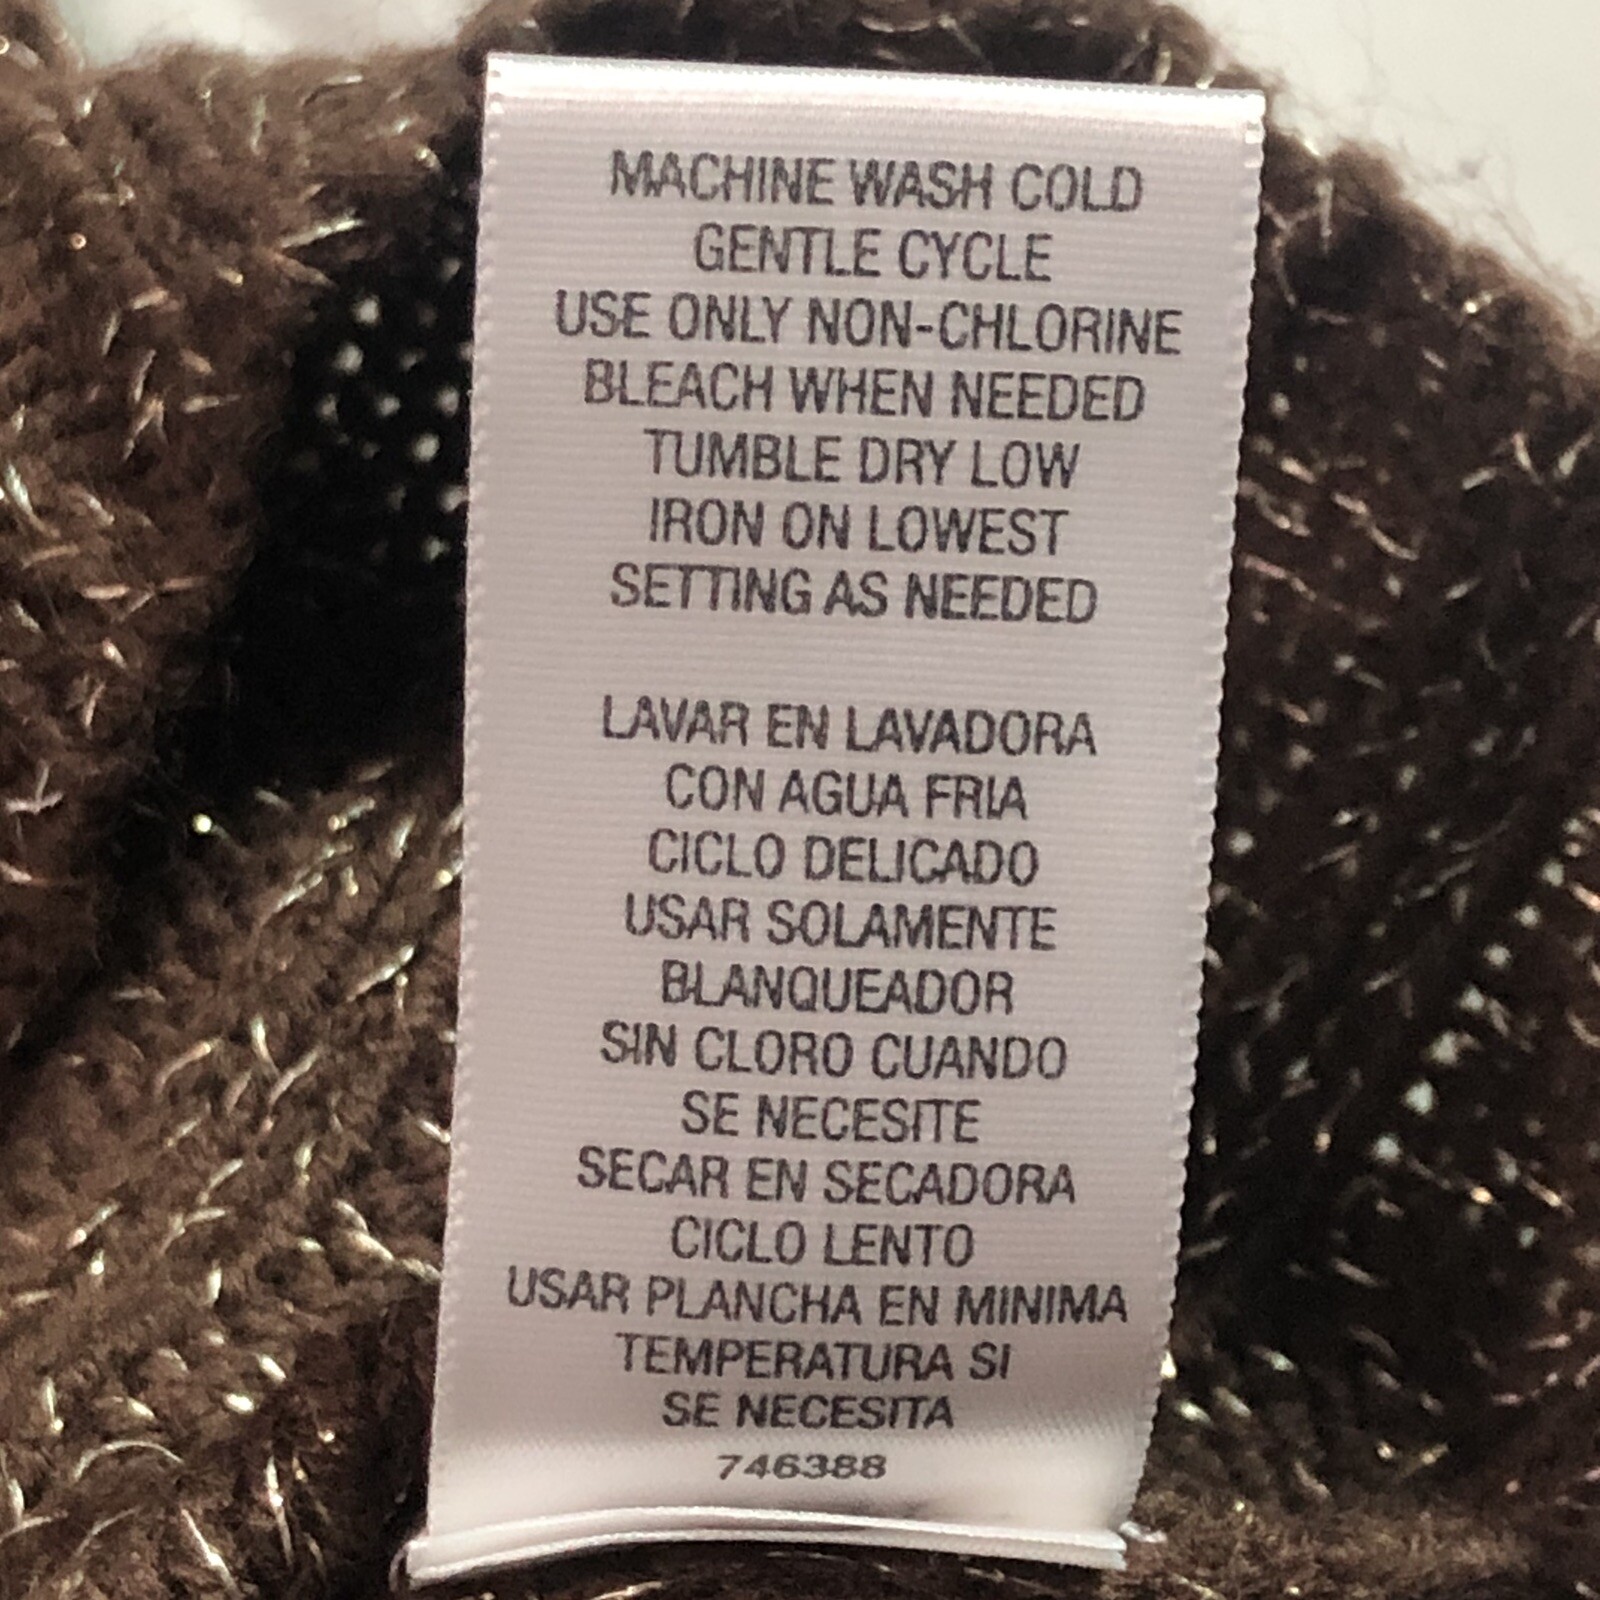 MACHINE WASH COLD
GENTLE CYCLE
USE ONLY NON-CHLORINE
BLEACH WHEN NEEDED
TUMBLE DRY LOW
IRON ON LOWEST
SETTING AS NEEDED
LAVAR EN LAVADORA
CON AGUA FRIA
CICLO DELICADO
USAR SOLAMENTE
BLANQUEADOR
SIN CLORO CUANDO
SE NECESITE
SECAR EN SECADORA
CICLO LENTO
USAR PLANCHA EN MINIMA
TEMPERATURA SI
SE NECESITA
746388